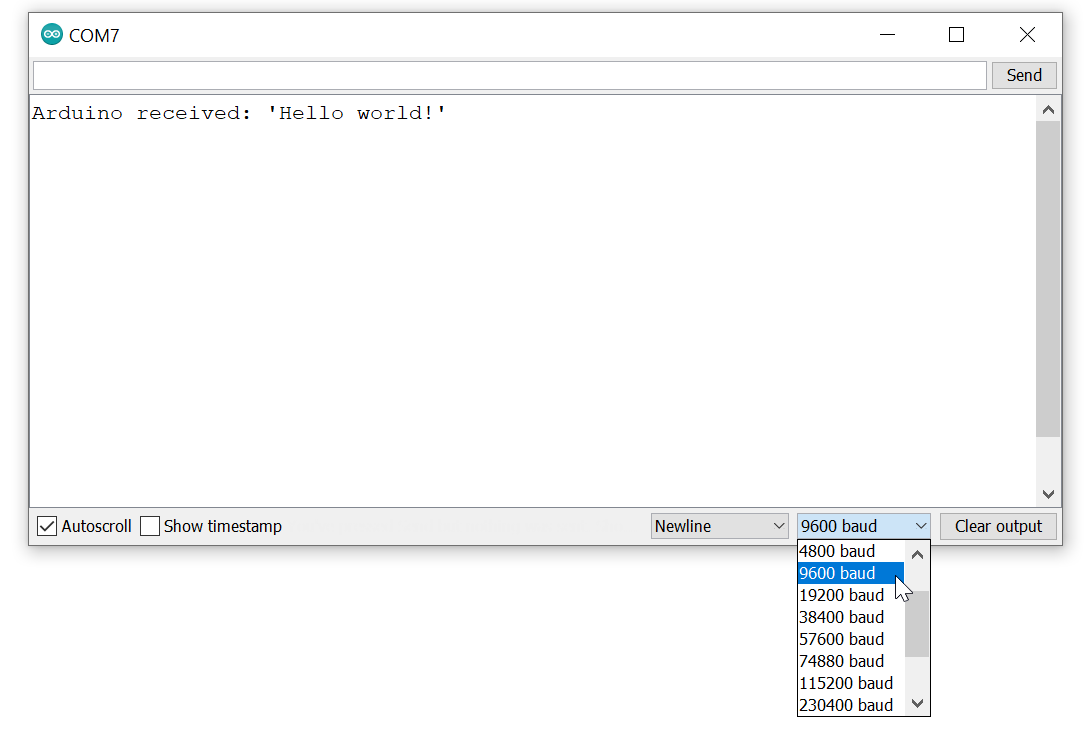 COM7
Send
Arduino received: 'Hello world!'
Autoscroll Show timestamp Newline 9600 baud Clear output
4800 baud
9600 baud
19200 baud
38400 baud
57600 baud
74880 baud
115200 baud
230400 baud